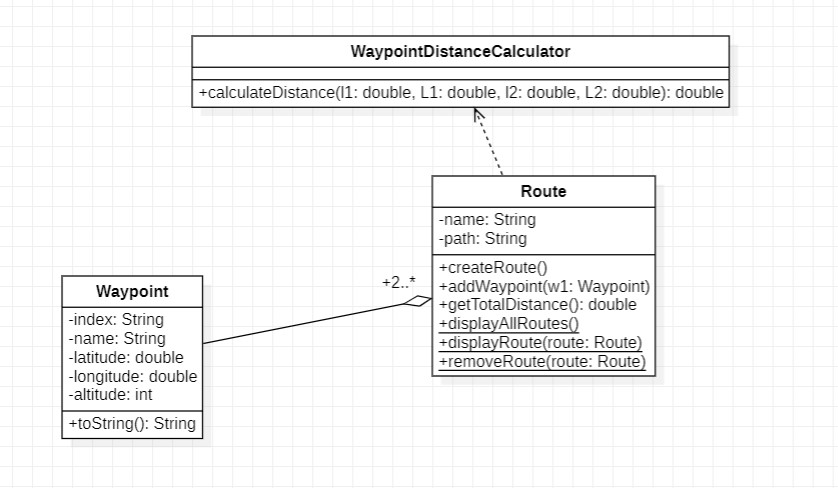 WaypointDistanceCalculator
+calculateDistance(l1: double, L1: double, l2: double, L2: double): double
Route
-name: String
-path: String
+createRoute()
+addWaypoint(w1: Waypoint)
+getTotalDistance(): double
+displayAllRoutes()
+displayRoute(route: Route)
+removeRoute(route: Route)
+2..*
Waypoint
-index: String
-name: String
-latitude: double
-longitude: double
-altitude: int
+toString(): String